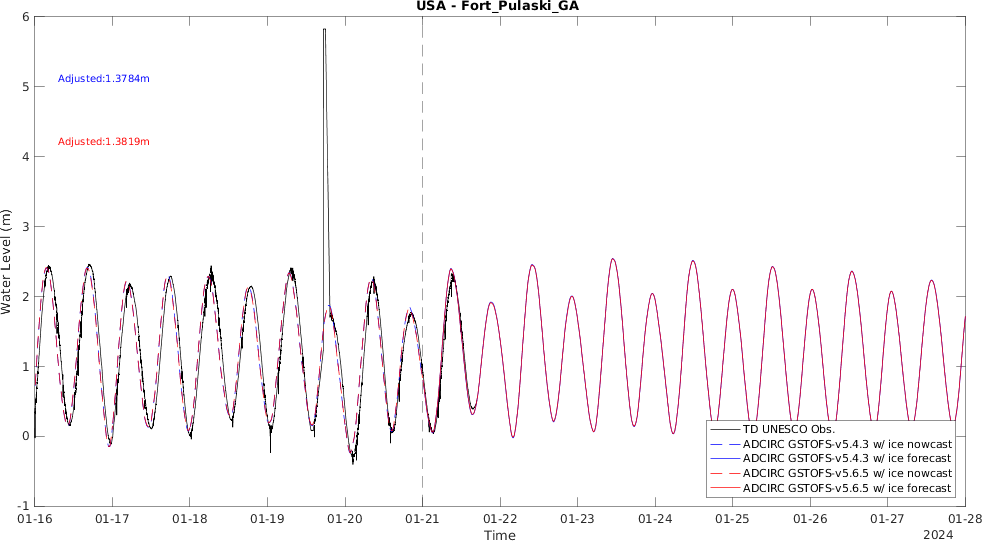 USA - Fort_Pulaski_GA
6
5
4
3
2
1
0
-1
Water Level (m)
Adjusted:1.3784m
Adjusted:1.3819m
TD UNESCO Obs.
ADCIRC GSTOFS-v5.4.3 w/ ice nowcast
ADCIRC GSTOFS-v5.4.3 w/ ice forecast
ADCIRC GSTOFS-v5.6.5 w/ ice nowcast
ADCIRC GSTOFS-v5.6.5 w/ ice forecast
01-16 01-17 01-18 01-19 01-20 01-21 01-22 01-23 01-24 01-25 01-26 01-27 01-28
Time
2024